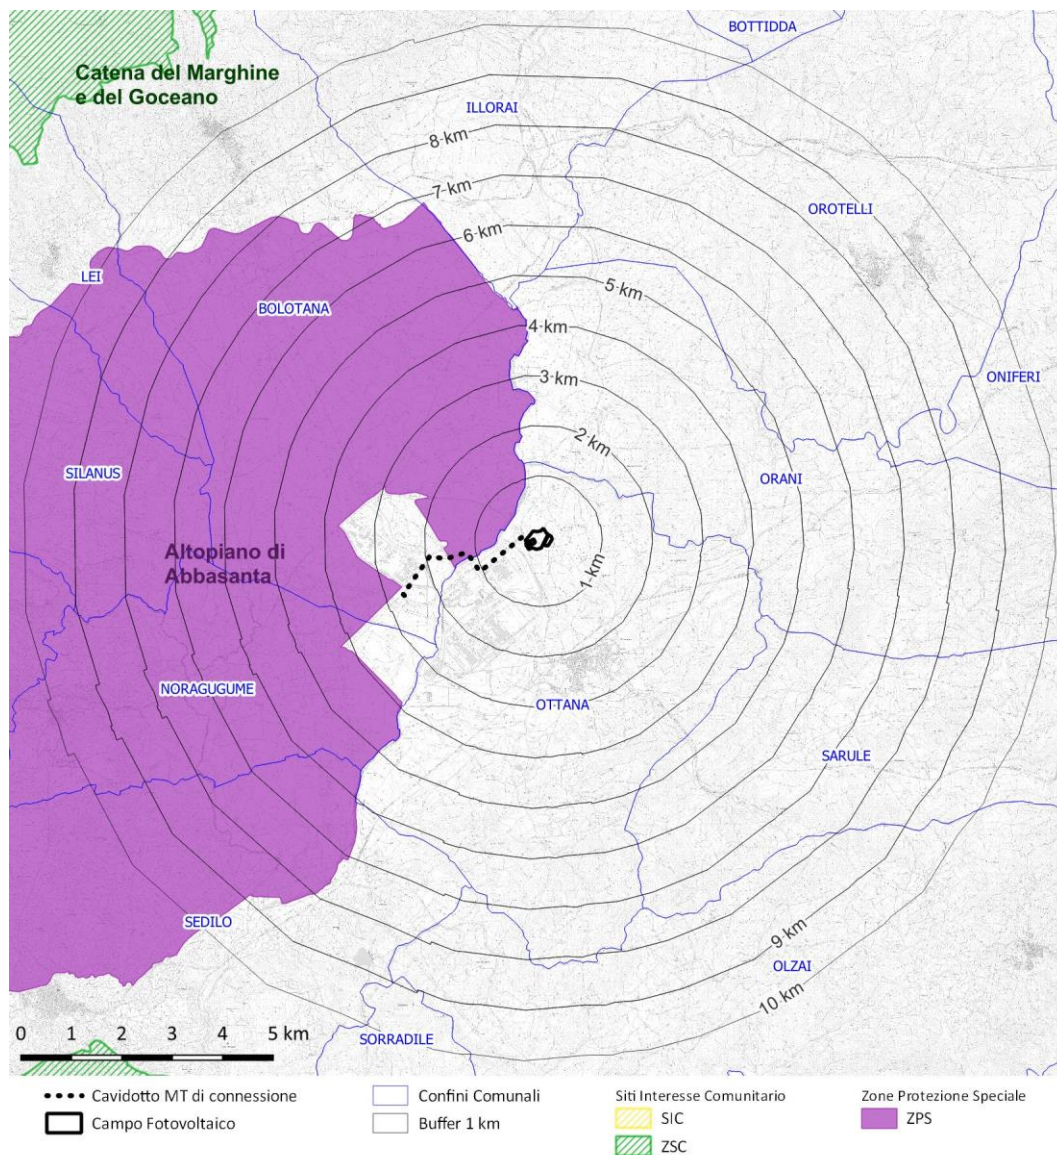 BOTTIDDA
Catena del Marghine
e del Goceano
ILLORAI
8 km
7 km
OROTELLI
6 km
LEI
5 km
BOLOTANA
4 km
3 km
ONIFERI
2 km
SILANUS
ORANI
Altopiano di
Abbasanta
1 km
NORAGUGUME
OTTANA
SARULE
SEDILO
9 km
OLZAI
10 km
0 1 2 3 4 5 km
SORRADILE
Cavidotto MT di connessione
Campo Fotovoltaico
Confini Comunali
Buffer 1 km
Siti Interesse Comunitario
SIC
ZSC
Zone Protezione Speciale
ZPS